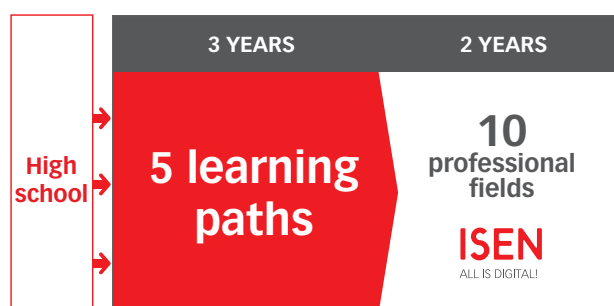 3 YEARS
2 YEARS
High
school
5 learning
paths
10
professional
fields
ISEN
ALL IS DIGITAL!